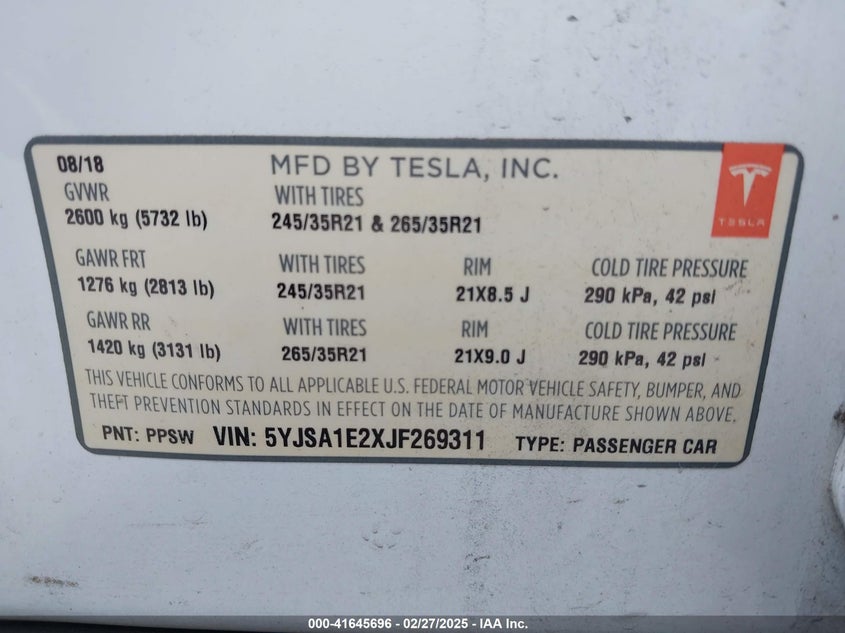 08/18 MFD BY TESLA, INC.
GVWR WITH TIRES
2600 kg (5732 lb) 245/35R21 & 265/35R21
TESLA
GAWR FRT WITH TIRES RIM COLD TIRE PRESSURE
1276 kg (2813 lb) 245/35R21 21X8.5 J 290 kPa, 42 psi
GAWR RR WITH TIRES RIM COLD TIRE PRESSURE
1420 kg (3131 lb) 265/35R21 21X9.0 J 290 kPa, 42 psi
THIS VEHICLE CONFORMS TO ALL APPLICABLE U.S. FEDERAL MOTOR VEHICLE SAFETY, BUMPER, AND
THEFT PREVENTION STANDARDS IN EFFECT ON THE DATE OF MANUFACTURE SHOWN ABOVE.
PNT: PPSW VIN: 5YJSA1E2XJF269311 TYPE: PASSENGER CAR
000-41645696 - 02/27/2025 - IAA Inc.